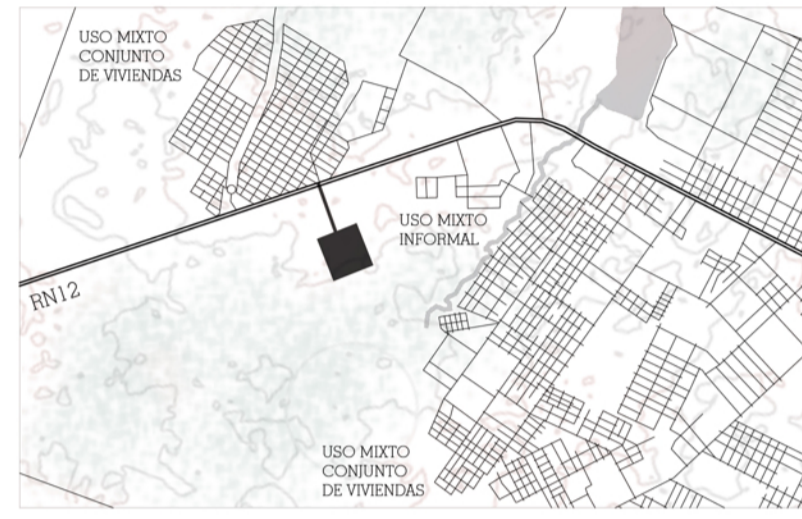 USO MIXTO
CONJUNTO
DE VIVIENDAS
USO MIXTO
INFORMAL
RN12
USO MIXTO
CONJUNTO
DE VIVIENDAS